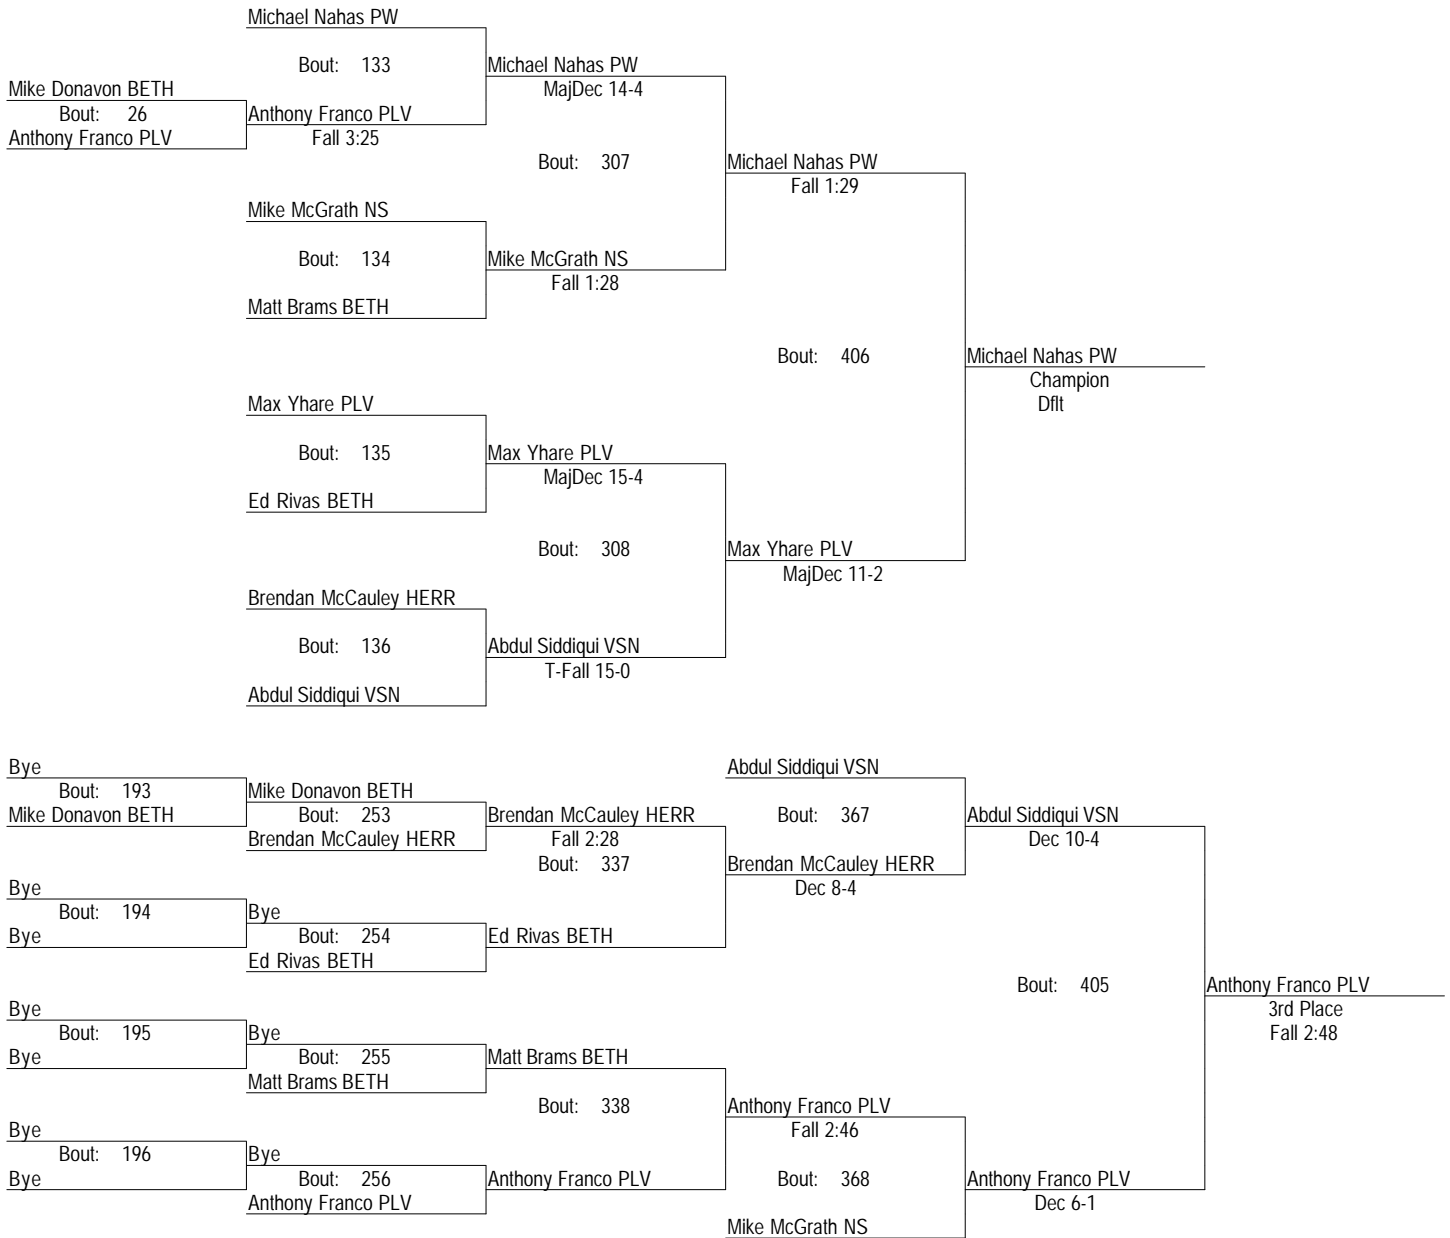 Michael Nahas PW
Bout: 133
Michael Nahas PW
MajDec 14-4
Mike Donavon BETH
Bout: 26
Anthony Franco PLV
Anthony Franco PLV
Fall 3:25
Bout: 307
Michael Nahas PW
Fall 1:29
Mike McGrath NS
Bout: 134
Mike McGrath NS
Fall 1:28
Matt Brams BETH
Bout: 406
Michael Nahas PW
Champion
Dflt
Max Yhare PLV
Bout: 135
Max Yhare PLV
MajDec 15-4
Ed Rivas BETH
Bout: 308
Max Yhare PLV
MajDec 11-2
Brendan McCauley HERR
Bout: 136
Abdul Siddiqui VSN
T-Fall 15-0
Abdul Siddiqui VSN
Bye
Bout: 193
Mike Donavon BETH
Mike Donavon BETH
Bout: 253
Brendan McCauley HERR
Brendan McCauley HERR
Fall 2:28
Bout: 337
Abdul Siddiqui VSN
Bout: 367
Brendan McCauley HERR
Dec 8-4
Abdul Siddiqui VSN
Dec 10-4
Bye
Bout: 194
Bye
Bye
Bout: 254
Ed Rivas BETH
Ed Rivas BETH
Bout: 405
Anthony Franco PLV
3rd Place
Fall 2:48
Bye
Bout: 195
Bye
Bye
Bout: 255
Matt Brams BETH
Matt Brams BETH
Bout: 338
Anthony Franco PLV
Fall 2:46
Bye
Bout: 196
Bye
Bye
Bout: 256
Anthony Franco PLV
Anthony Franco PLV
Bout: 368
Anthony Franco PLV
Dec 6-1
Mike McGrath NS